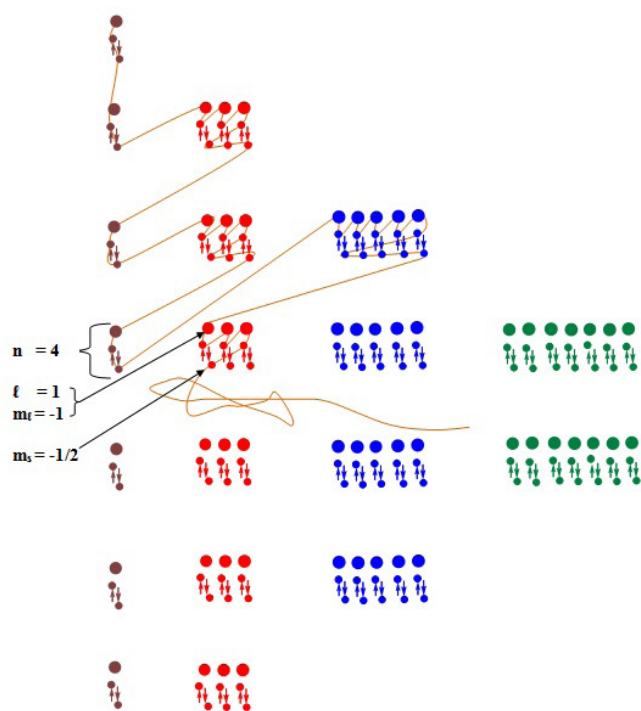 n = 4
ℓ = 1
mℓ = -1
ms = -1/2